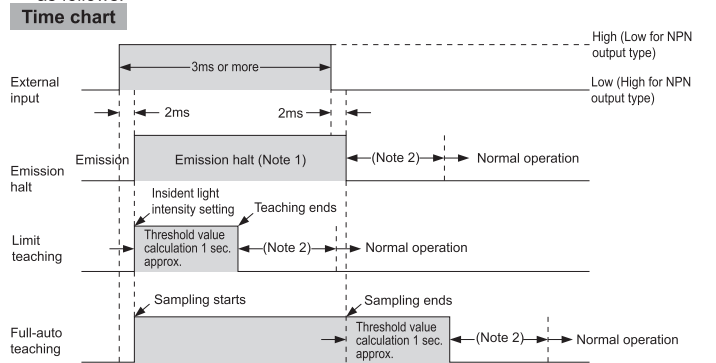 Time chart
High (Low for NPN
output type)
3ms or more
External
input
Low (High for NPN
output type)
2ms
2ms
Emission
Emission halt (Note 1)
(Note 2)
Normal operation
Emission
halt
Insident light
intensity setting
Teaching ends
Limit
teaching
Threshold value
calculation 1 sec.
approx.
(Note 2)
Normal operation
Sampling starts
Sampling ends
Full-auto
teaching
Threshold value
calculation 1 sec.
approx.
(Note 2)
Normal operation